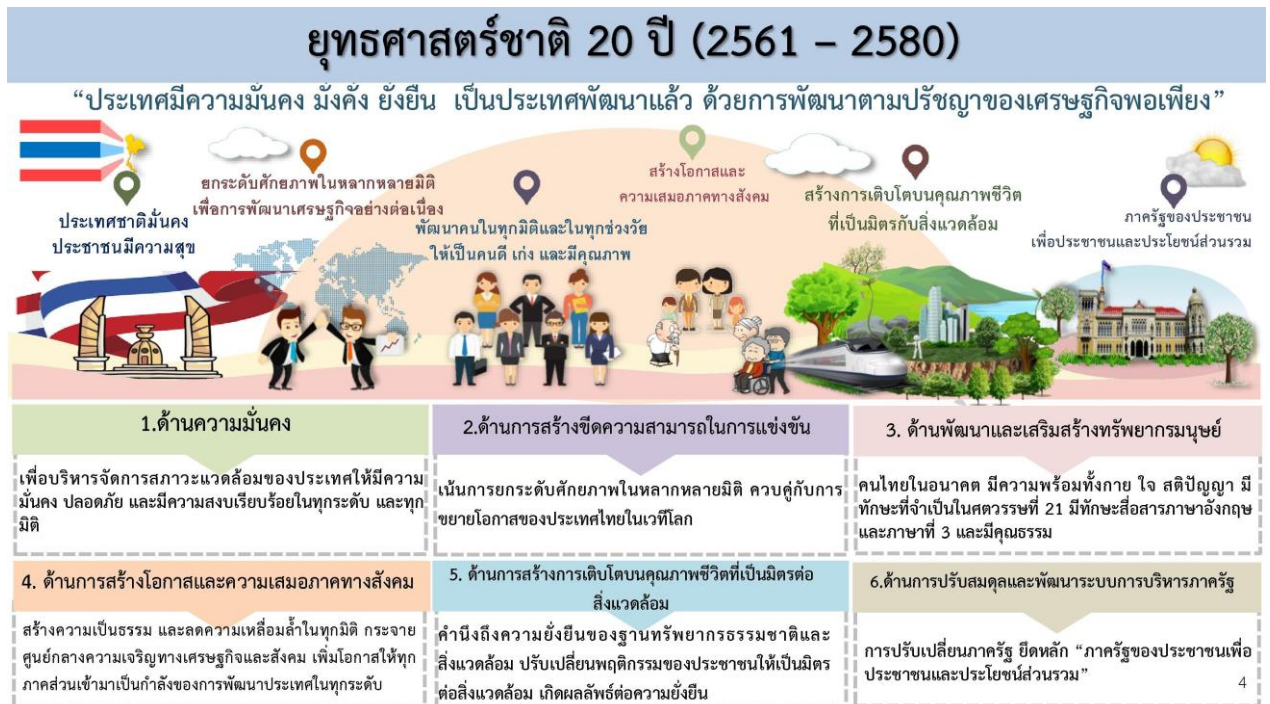 ยุทธศาสตร์ชาติ 20 ปี (2561 – 2580)
“ประเทศมีความมั่นคง มั่งคั่ง ยั่งยืน เป็นประเทศพัฒนาแล้ว ด้วยการพัฒนาตามปรัชญาของเศรษฐกิจพอเพียง”
ประเทศชาติมั่นคง
ประชาชนมีความสุข
ยกระดับศักยภาพในหลากหลายมิติ
เพื่อการพัฒนาเศรษฐกิจอย่างต่อเนื่อง
พัฒนาคนในทุกมิติและในทุกช่วงวัย
ให้เป็นคนดี เก่ง และมีคุณภาพ
สร้างโอกาสและ
ความเสมอภาคทางสังคม
สร้างการเติบโตบนคุณภาพชีวิต
ที่เป็นมิตรกับสิ่งแวดล้อม
ภาครัฐของประชาชน
เพื่อประชาชนและประโยชน์ส่วนรวม
1.ด้านความมั่นคง
เพื่อบริหารจัดการสภาวะแวดล้อมของประเทศให้มีความ
มั่นคง ปลอดภัย และมีความสงบเรียบร้อยในทุกระดับ และทุก
มิติ
2.ด้านการสร้างขีดความสามารถในการแข่งขัน
เน้นการยกระดับศักยภาพในหลากหลายมิติ ควบคู่กับการ
ขยายโอกาสของประเทศไทยในเวทีโลก
3. ด้านพัฒนาและเสริมสร้างทรัพยากรมนุษย์
คนไทยในอนาคต มีความพร้อมทั้งกาย ใจ สติปัญญา มี
ทักษะที่จำเป็นในศตวรรษที่ 21 มีทักษะสื่อสารภาษาอังกฤษ
และภาษาที่ 3 และมีคุณธรรม
4. ด้านการสร้างโอกาสและความเสมอภาคทางสังคม
สร้างความเป็นธรรม และลดความเหลื่อมล้ำในทุกมิติ กระจาย
ศูนย์กลางความเจริญทางเศรษฐกิจและสังคม เพิ่มโอกาสให้ทุก
ภาคส่วนเข้ามาเป็นกำลังของการพัฒนาประเทศในทุกระดับ
5. ด้านการสร้างการเติบโตบนคุณภาพชีวิตที่เป็นมิตรต่อ
สิ่งแวดล้อม
คำนึงถึงความยั่งยืนของฐานทรัพยากรธรรมชาติและ
สิ่งแวดล้อม ปรับเปลี่ยนพฤติกรรมของประชาชนให้เป็นมิตร
ต่อสิ่งแวดล้อม เกิดผลลัพธ์ต่อความยั่งยืน
6.ด้านการปรับสมดุลและพัฒนาระบบการบริหารภาครัฐ
การปรับเปลี่ยนภาครัฐ ยึดหลัก “ภาครัฐของประชาชนเพื่อ
ประชาชนและประโยชน์ส่วนรวม”
4